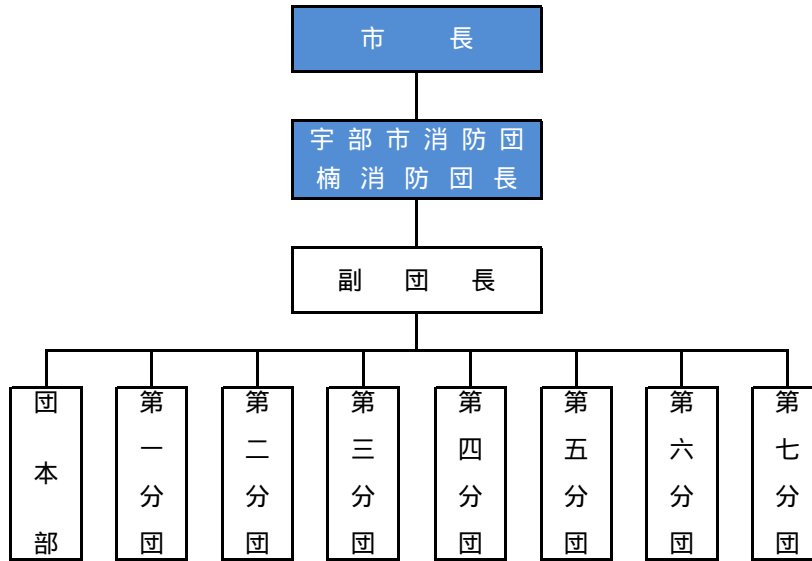 市長
宇部市消防団
楠消防団長
副団長
団本部
第一分団
第二分団
第三分団
第四分団
第五分団
第六分団
第七分団